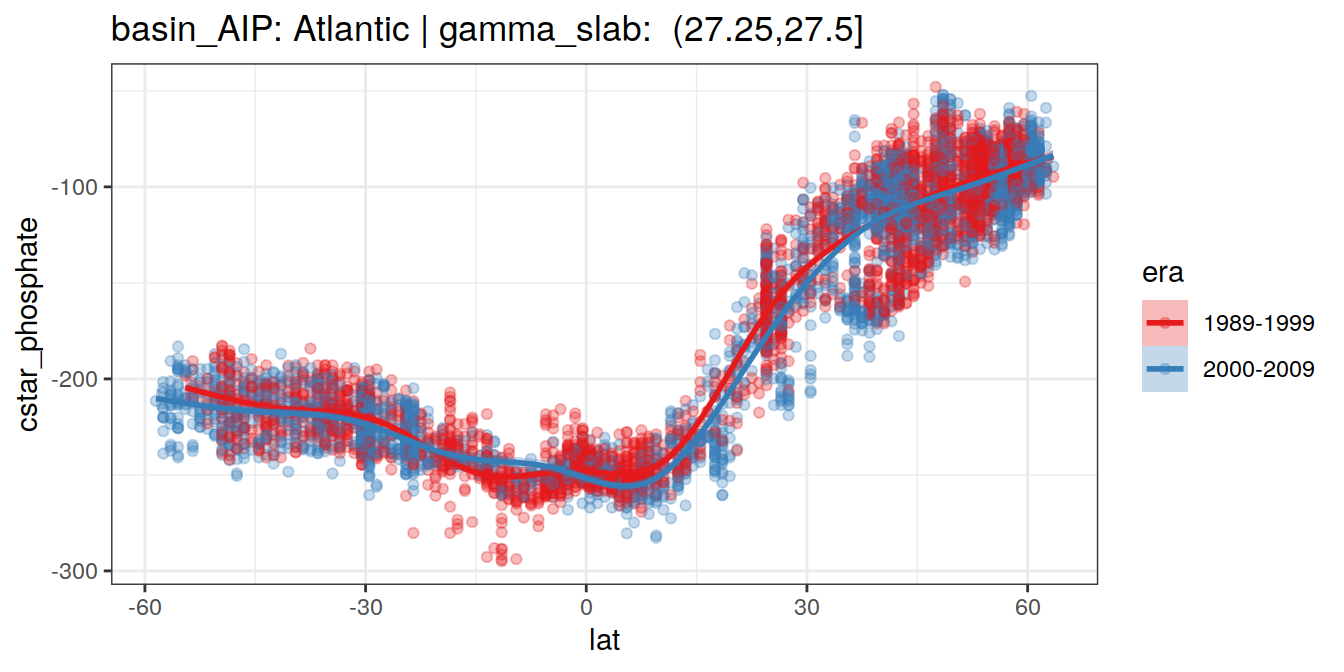 basin_AIP: Atlantic | gamma_slab:  (27.25,27.5]
cstar_phosphate
-100
-200
-300
-60
-30
0
30
60
lat
era
1989-1999
2000-2009